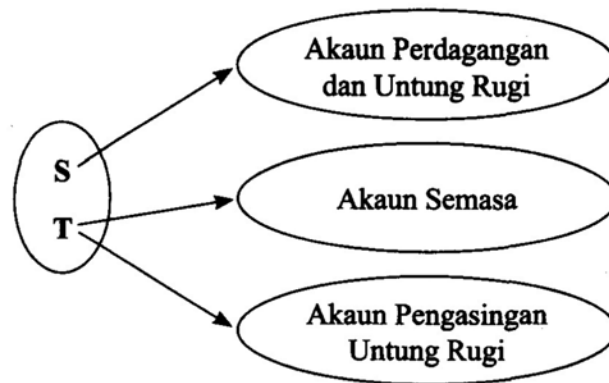 Akaun Perdagangan
dan Untung Rugi
S
T
Akaun Semasa
Akaun Pengasingan
Untung Rugi